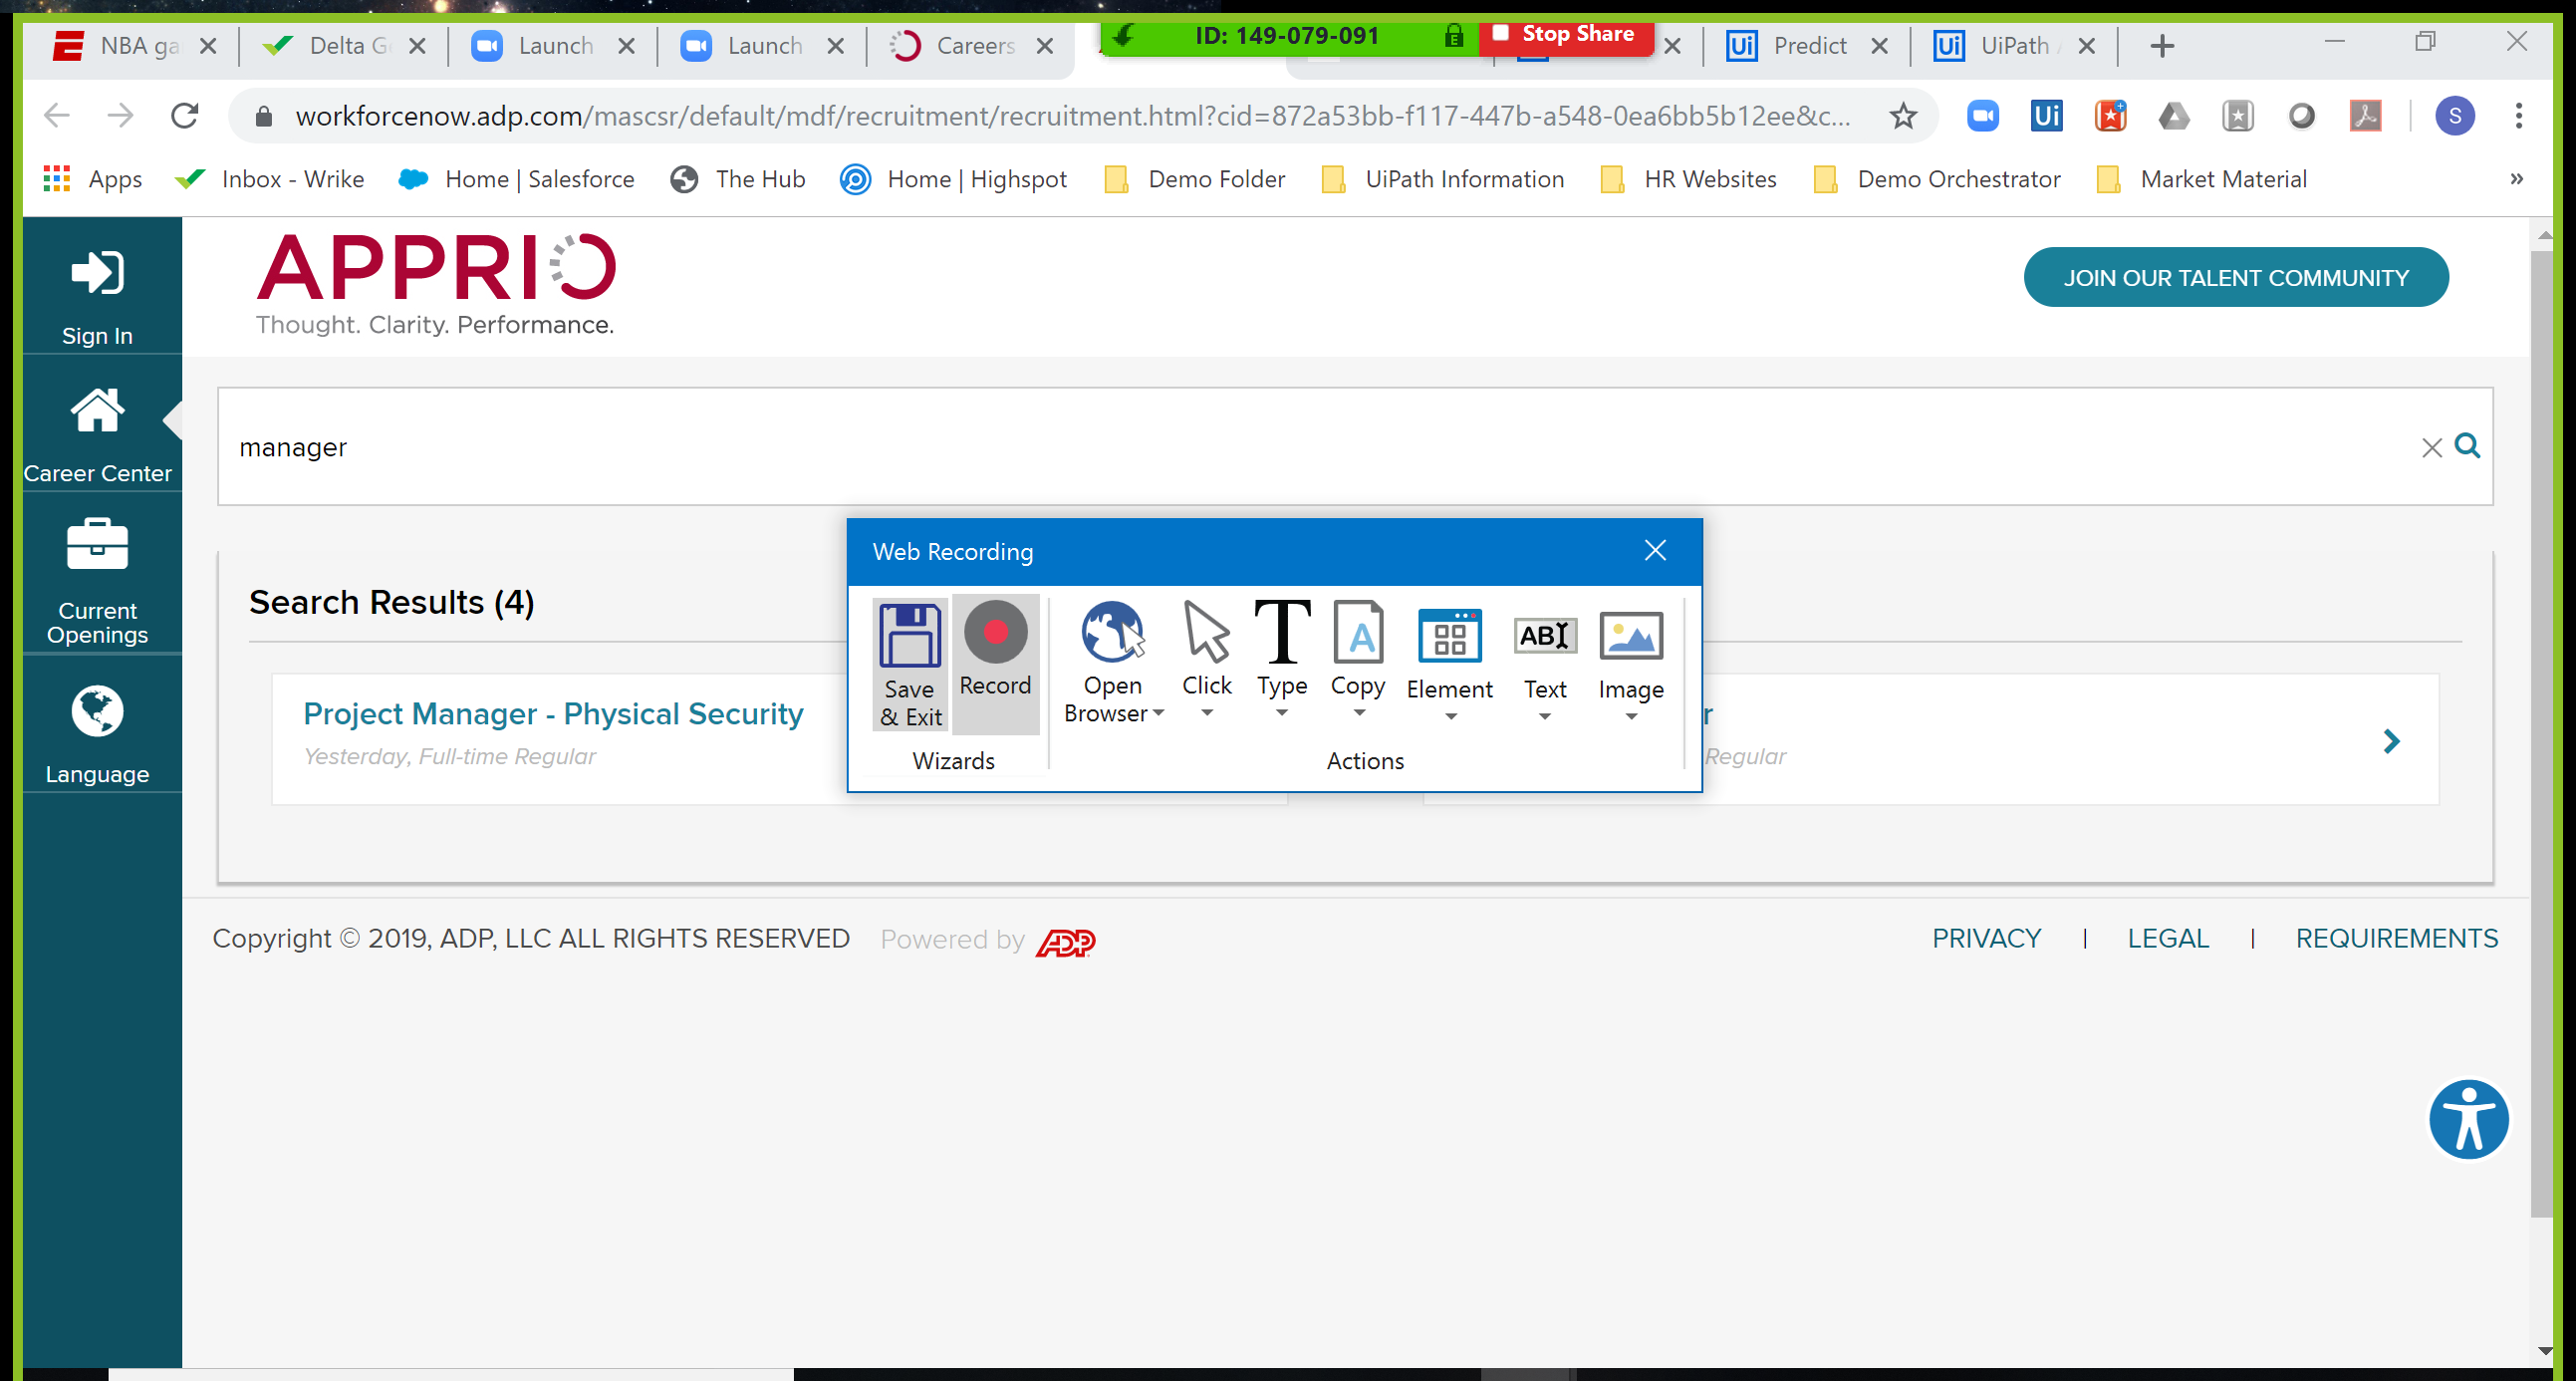 NBA ga
Delta G
Launch
Launch
Careers
ID: 149-079-091
Stop Share
Predict
UiPath
workforcenow.adp.com/mascsr/default/mdf/recruitment/recruitment.html?cid=872a53bb-f117-447b-a548-0ea6bb5b12ee&c...
Ui
S
Apps
Inbox - Wrike
Home | Salesforce
The Hub
Home | Highspot
Demo Folder
UiPath Information
HR Websites
Demo Orchestrator
Market Material
»
Sign In
Career Center
Current
Openings
Language
APPRIO
Thought. Clarity. Performance.
JOIN OUR TALENT COMMUNITY
manager
Search Results (4)
Project Manager - Physical Security
Yesterday, Full-time Regular
r
Regular
Web Recording
Save
& Exit
Record
Wizards
Open
Browser
Click
Type
Copy
Element
Text
Image
Actions
Copyright © 2019, ADP, LLC ALL RIGHTS RESERVED
Powered by ADP
PRIVACY | LEGAL | REQUIREMENTS